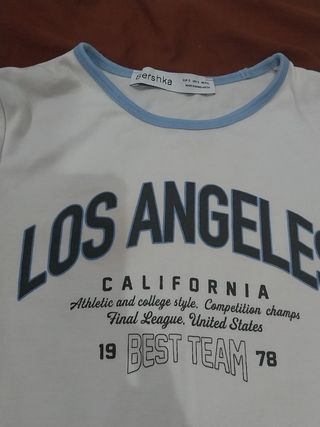 Bershka
LOS ANGELES
CALIFORNIA
Athletic and college style. Competition champs
Final League. United States
19 BEST TEAM 78